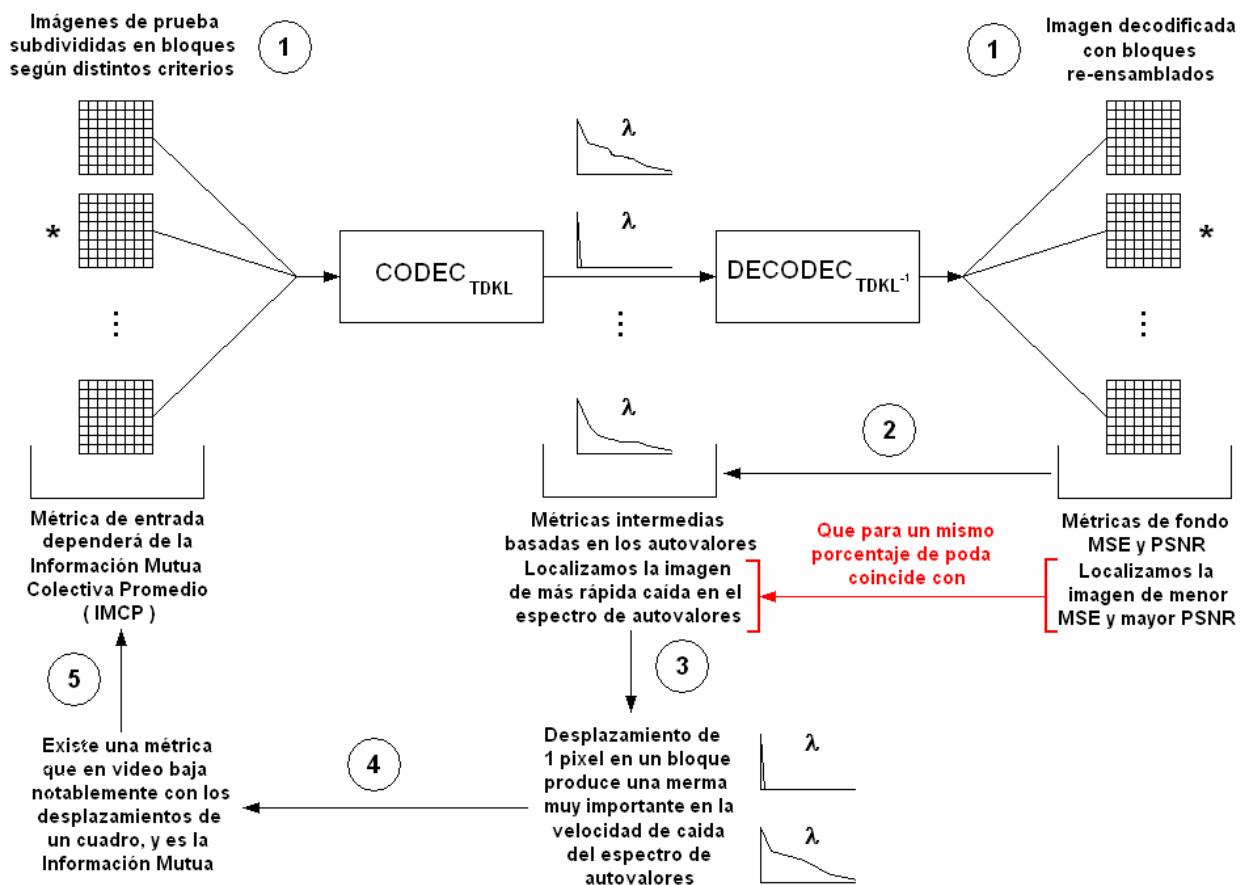 Imágenes de prueba
subdivididas en bloques
según distintos criterios
1
1
Imagen decodificada
con bloques
re-ensamblados
λ
*
λ
*
CODEC TDKL
DECODEC TDKL-1
λ
2
Métrica de entrada
dependerá de la
Información Mutua
Colectiva Promedio
( IMCP )
Métricas intermedias
basadas en los autovalores
Localizamos la imagen
de más rápida caída en el
espectro de autovalores
Que para un mismo
porcentaje de poda
coincide con
Métricas de fondo
MSE y PSNR
Localizamos la
imagen de menor
MSE y mayor PSNR
3
5
Existe una métrica
que en video baja
notablemente con los
desplazamientos de
un cuadro, y es la
Información Mutua
4
Desplazamiento de
1 pixel en un bloque
produce una merma
muy importante en la
velocidad de caida
del espectro de
autovalores
λ
λ